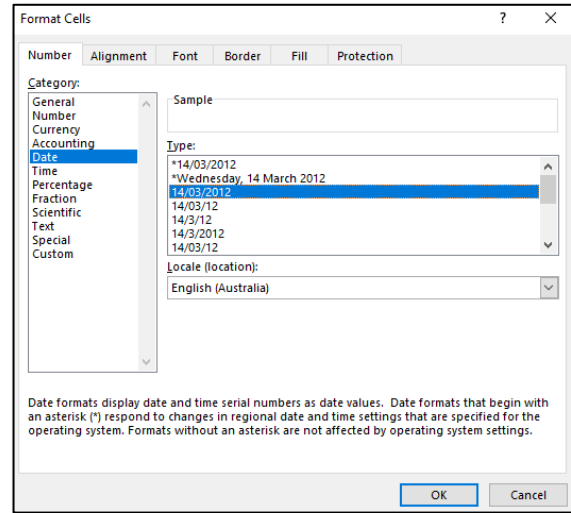 Format Cells ? X
Number Alignment Font Border Fill Protection
Category:
General
Number
Currency
Accounting
Date
Time
Percentage
Fraction
Scientific
Text
Special
Custom
Sample
Type:
*14/03/2012
*Wednesday, 14 March 2012
14/03/2012
14/03/12
14/3/12
14/3/2012
14/03/12
Locale (location):
English (Australia)
Date formats display date and time serial numbers as date values. Date formats that begin with
an asterisk (*) respond to changes in regional date and time settings that are specified for the
operating system. Formats without an asterisk are not affected by operating system settings.
OK Cancel